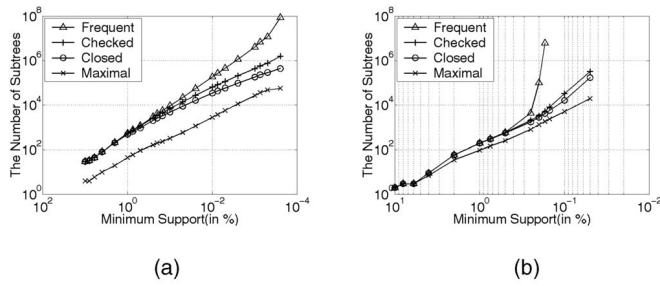 10^8
10^6
10^4
10^2
10^0
The Number of Subtrees
Frequent
Checked
Closed
Maximal
10^2
10^0
10^-2
10^-4
Minimum Support(in %)
(a)
10^8
10^6
10^4
10^2
10^0
The Number of Subtrees
Frequent
Checked
Closed
Maximal
10^1
10^0
10^-1
10^-2
Minimum Support(in %)
(b)